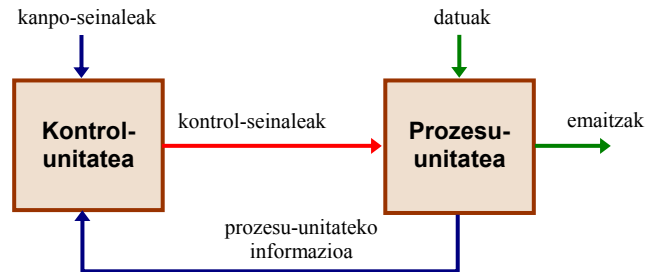 kanpo-seinaleak
datuak
Kontrol-
unitatea
kontrol-seinaleak
Prozesu-
unitatea
emaitzak
prozesu-unitateko
informazioa